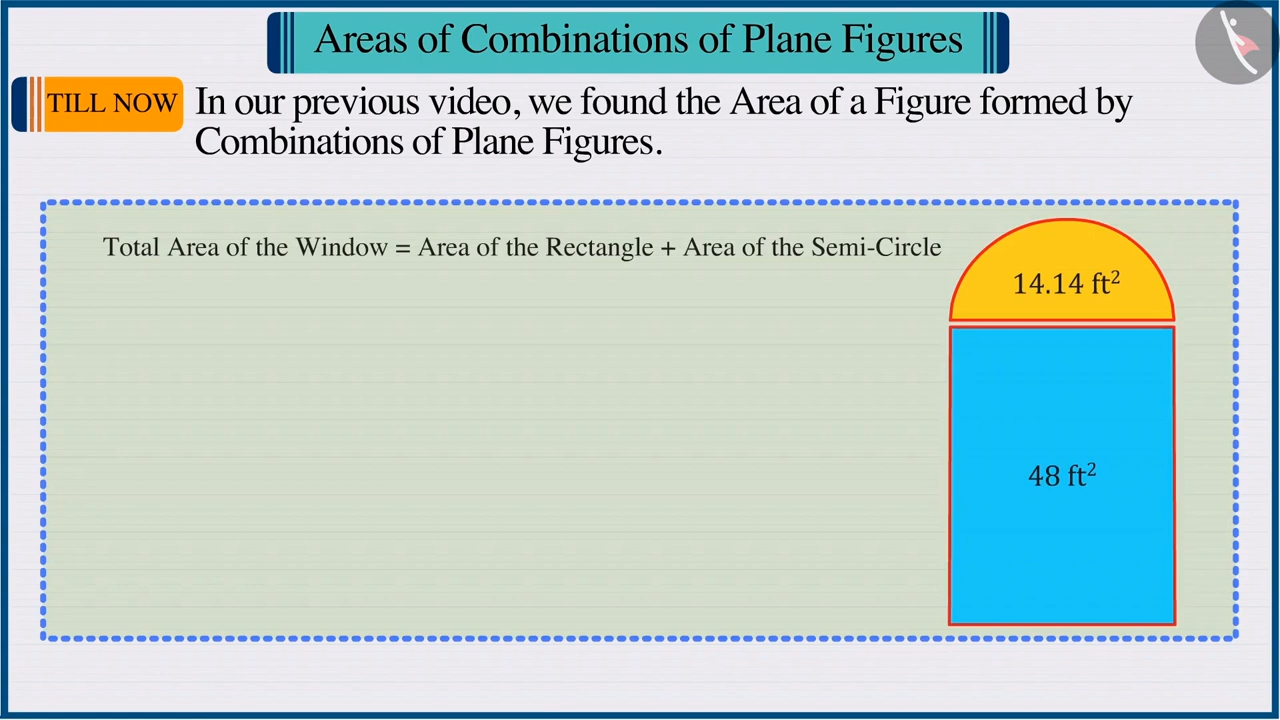 Areas of Combinations of Plane Figures
TILL NOW
In our previous video, we found the Area of a Figure formed by
Combinations of Plane Figures.
Total Area of the Window = Area of the Rectangle + Area of the Semi-Circle
14.14 ft²
48 ft²